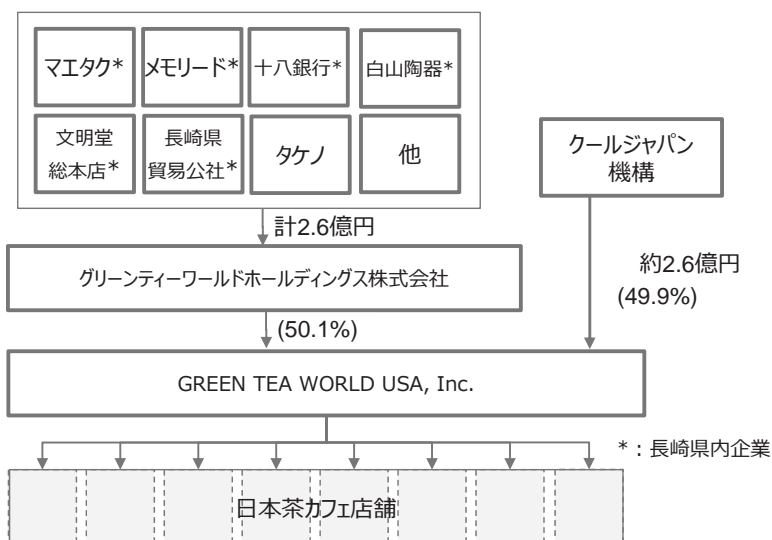 マエタク*
メモリード*
十八銀行*
白山陶器*
文明堂
総本店*
長崎県
貿易公社*
タケノ
他
クールジャパン
機構
計2.6億円
約2.6億円
(49.9%)
グリーンティーワールドホールディングス株式会社
(50.1%)
GREEN TEA WORLD USA, Inc.
*：長崎県内企業
日本茶カフェ店舗